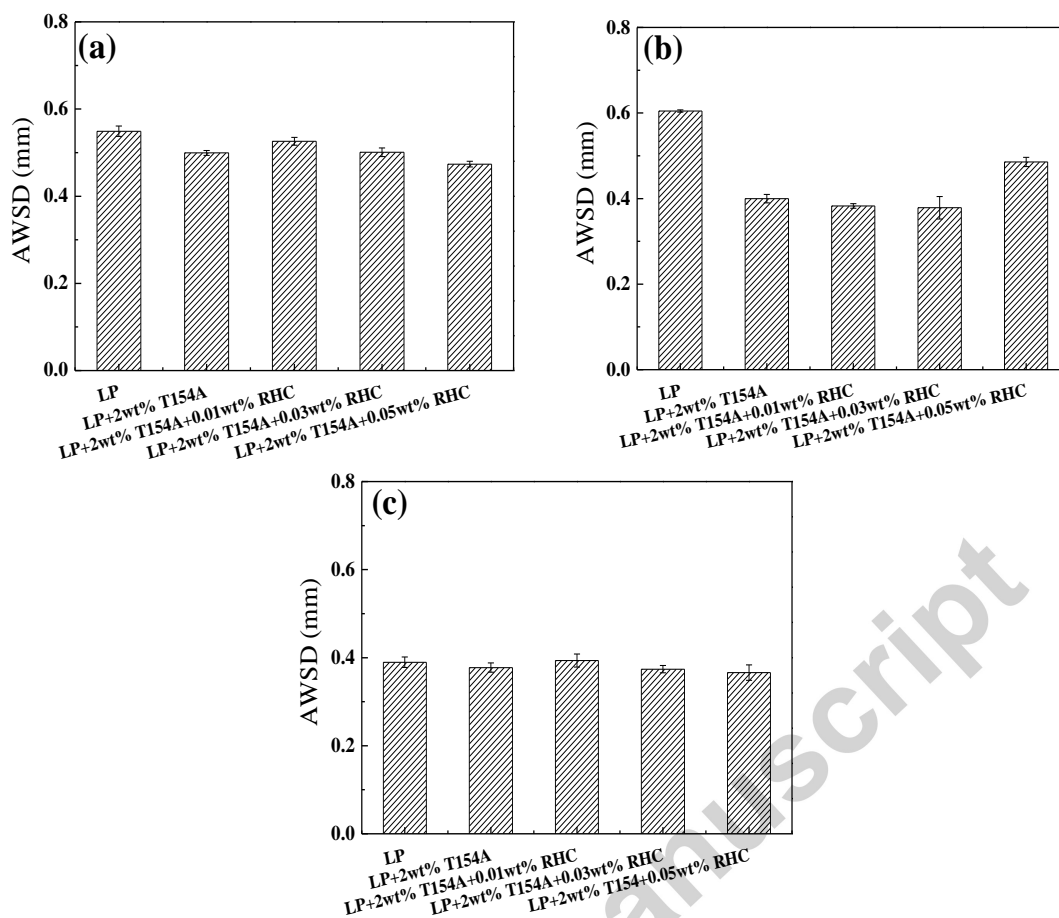 (a)
AWSD (mm)
0.8
0.6
0.4
0.2
0.0
LP
LP+2wt% T154A
LP+2wt% T154A+0.01wt% RHC
LP+2wt% T154A+0.03wt% RHC
LP+2wt% T154A+0.05wt% RHC
(b)
AWSD (mm)
0.8
0.6
0.4
0.2
0.0
LP
LP+2wt% T154A
LP+2wt% T154A+0.01wt% RHC
LP+2wt% T154A+0.03wt% RHC
LP+2wt% T154A+0.05wt% RHC
(c)
AWSD (mm)
0.8
0.6
0.4
0.2
0.0
LP
LP+2wt% T154A
LP+2wt% T154A+0.01wt% RHC
LP+2wt% T154A+0.03wt% RHC
LP+2wt% T154+0.05wt% RHC
anuscript